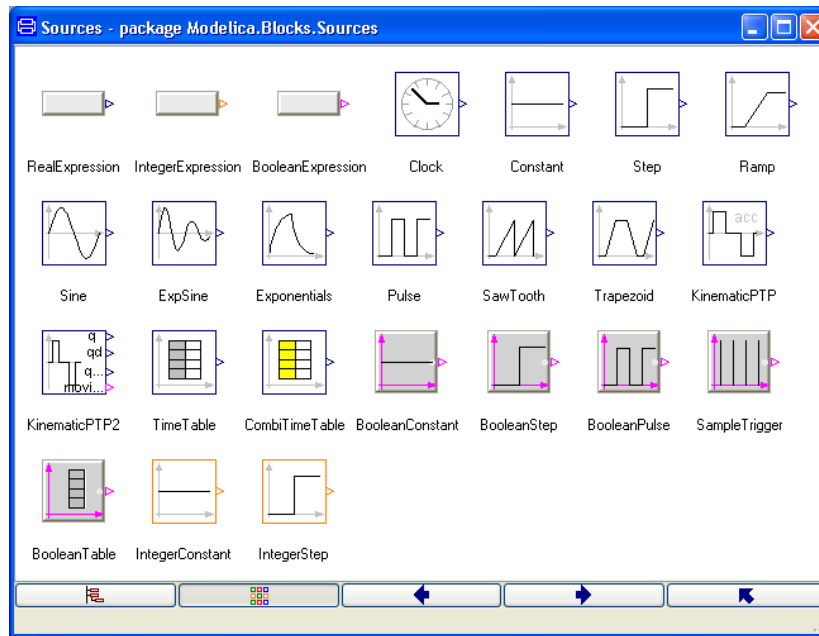 Sources - package Modelica.Blocks.Sources
RealExpression IntegerExpression BooleanExpression Clock Constant Step Ramp
acc
Sine ExpSine Exponentials Pulse SawTooth Trapezoid KinematicPTP
q
qd
q...
movi...
KinematicPTP2 TimeTable CombiTimeTable BooleanConstant BooleanStep BooleanPulse SampleTrigger
BooleanTable IntegerConstant IntegerStep